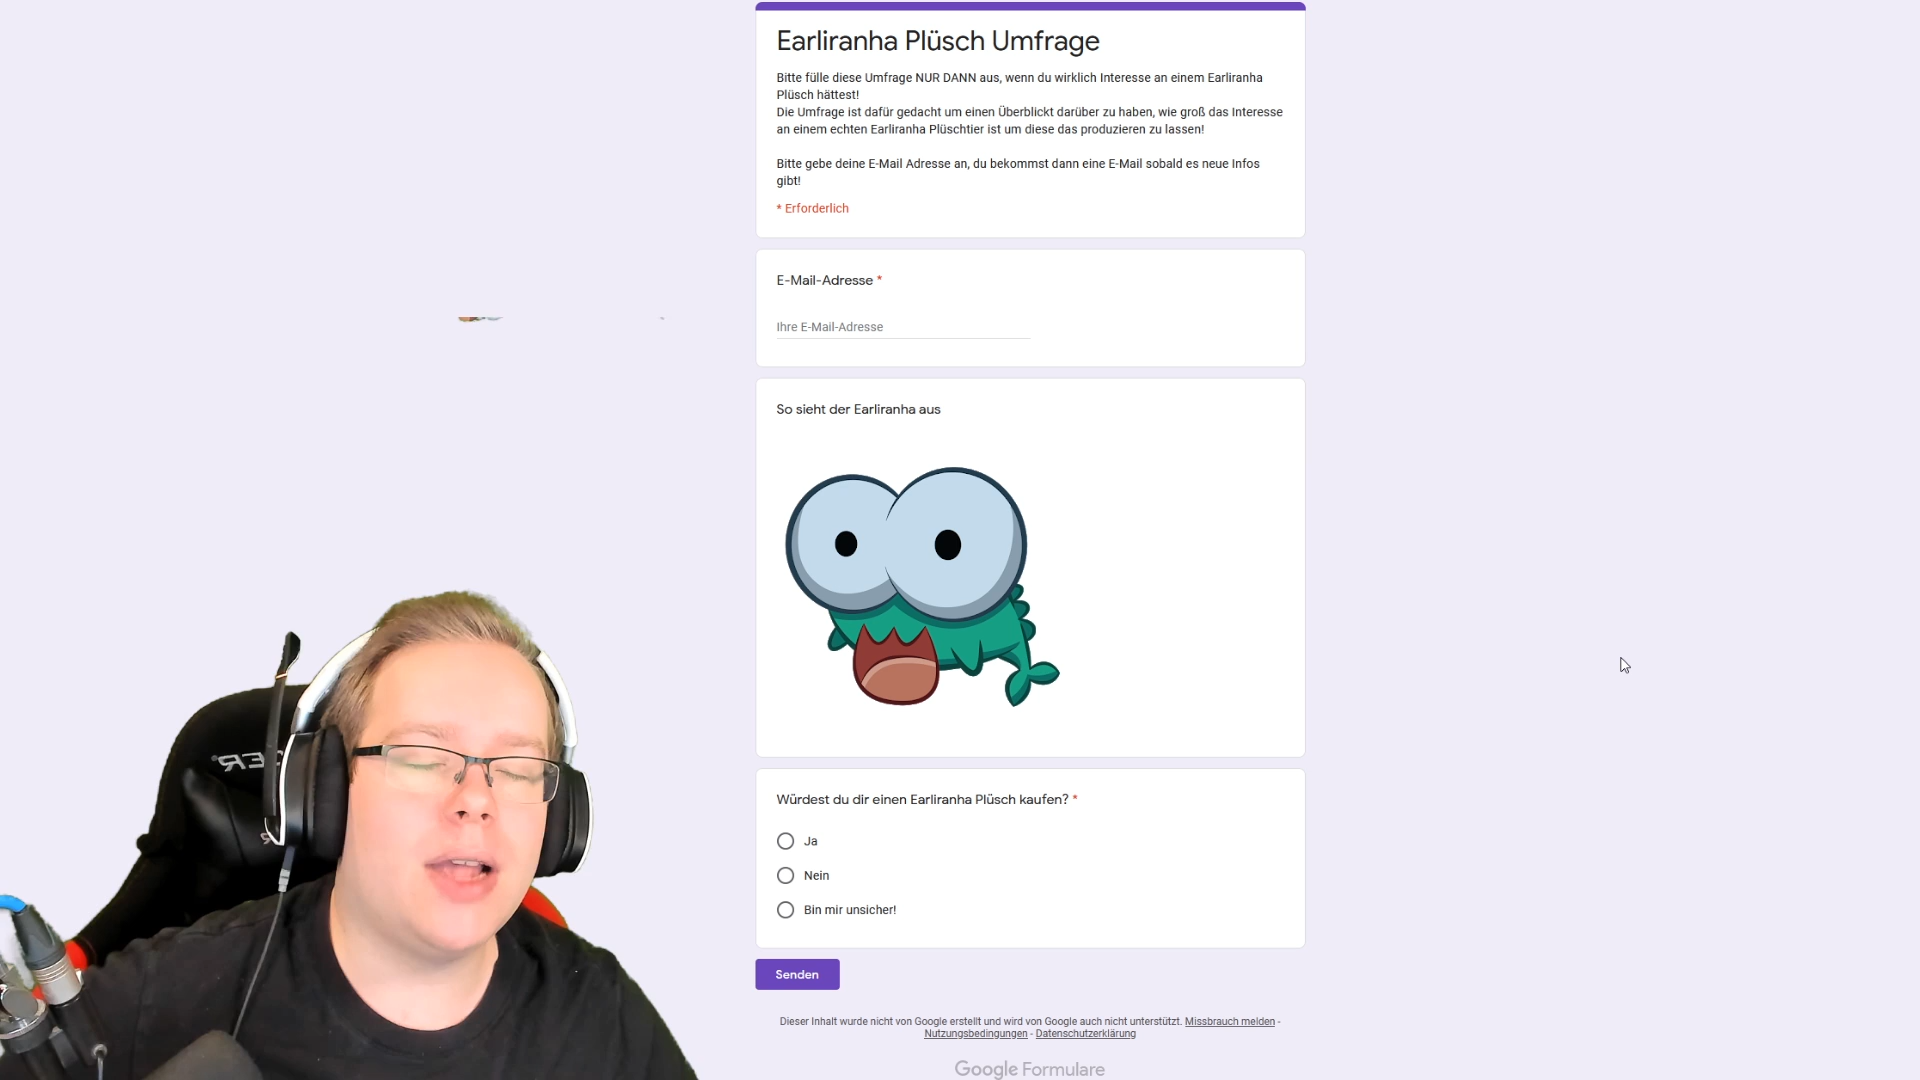 Earliranha Plüsch Umfrage
Bitte fülle diese Umfrage NUR DANN aus, wenn du wirklich Interesse an einem Earliranha
Plüsch hättest!
Die Umfrage ist dafür gedacht um einen Überblickt darüber zu haben, wie groß das Interesse
an einem echten Earliranha Plüschtier ist um diese das produzieren zu lassen!
Bitte gebe deine E-Mail Adresse an, du bekommst dann eine E-Mail sobald es neue Infos
gibt!
* Erforderlich
E-Mail-Adresse *
Ihre E-Mail-Adresse
So sieht der Earliranha aus
Würdest du dir einen Earliranha Plüsch kaufen? *
Ja
Nein
Bin mir unsicher!
Senden
Dieser Inhalt wurde nicht von Google erstellt und wird von Google auch nicht unterstützt. Missbrauch melden -
Nutzungsbedingungen - Datenschutzerklärung
Google Formulare